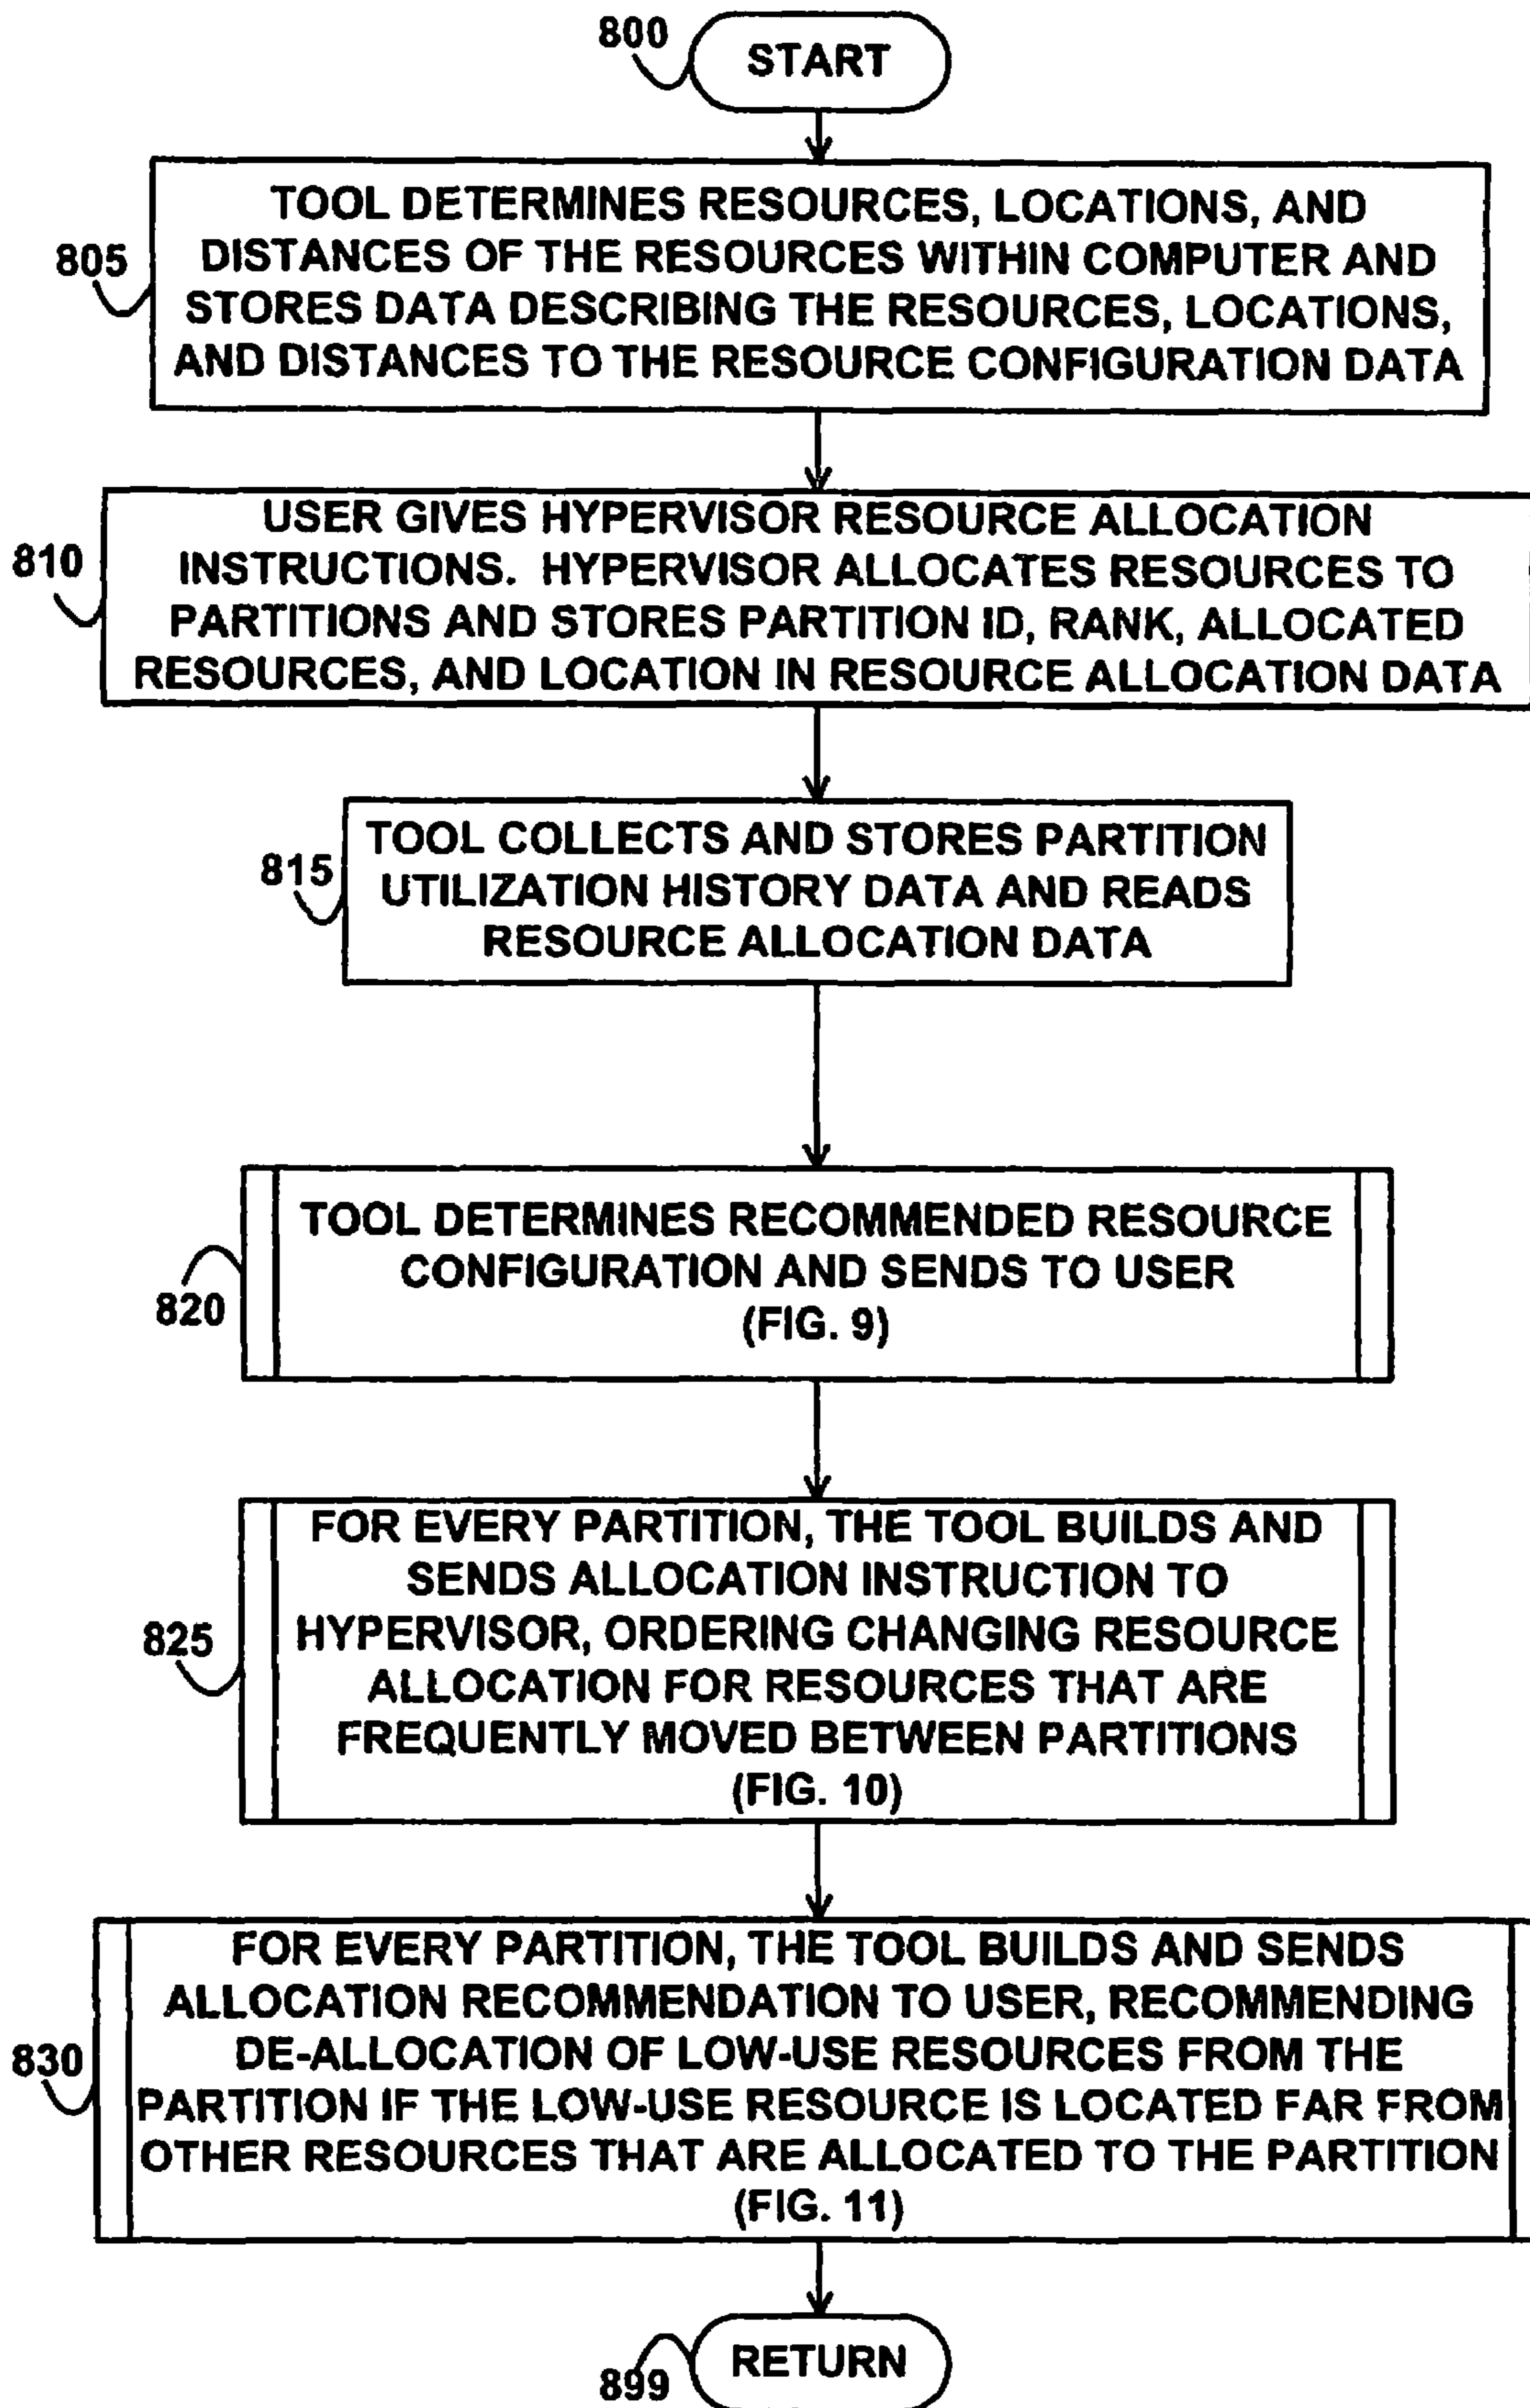 800
START
805
TOOL DETERMINES RESOURCES, LOCATIONS, AND
DISTANCES OF THE RESOURCES WITHIN COMPUTER AND
STORES DATA DESCRIBING THE RESOURCES, LOCATIONS,
AND DISTANCES TO THE RESOURCE CONFIGURATION DATA
810
USER GIVES HYPERVISOR RESOURCE ALLOCATION
INSTRUCTIONS. HYPERVISOR ALLOCATES RESOURCES TO
PARTITIONS AND STORES PARTITION ID, RANK, ALLOCATED
RESOURCES, AND LOCATION IN RESOURCE ALLOCATION DATA
815
TOOL COLLECTS AND STORES PARTITION
UTILIZATION HISTORY DATA AND READS
RESOURCE ALLOCATION DATA
820
TOOL DETERMINES RECOMMENDED RESOURCE
CONFIGURATION AND SENDS TO USER
(FIG. 9)
825
FOR EVERY PARTITION, THE TOOL BUILDS AND
SENDS ALLOCATION INSTRUCTION TO
HYPERVISOR, ORDERING CHANGING RESOURCE
ALLOCATION FOR RESOURCES THAT ARE
FREQUENTLY MOVED BETWEEN PARTITIONS
(FIG. 10)
830
FOR EVERY PARTITION, THE TOOL BUILDS AND SENDS
ALLOCATION RECOMMENDATION TO USER, RECOMMENDING
DE-ALLOCATION OF LOW-USE RESOURCES FROM THE
PARTITION IF THE LOW-USE RESOURCE IS LOCATED FAR FROM
OTHER RESOURCES THAT ARE ALLOCATED TO THE PARTITION
(FIG. 11)
899
RETURN